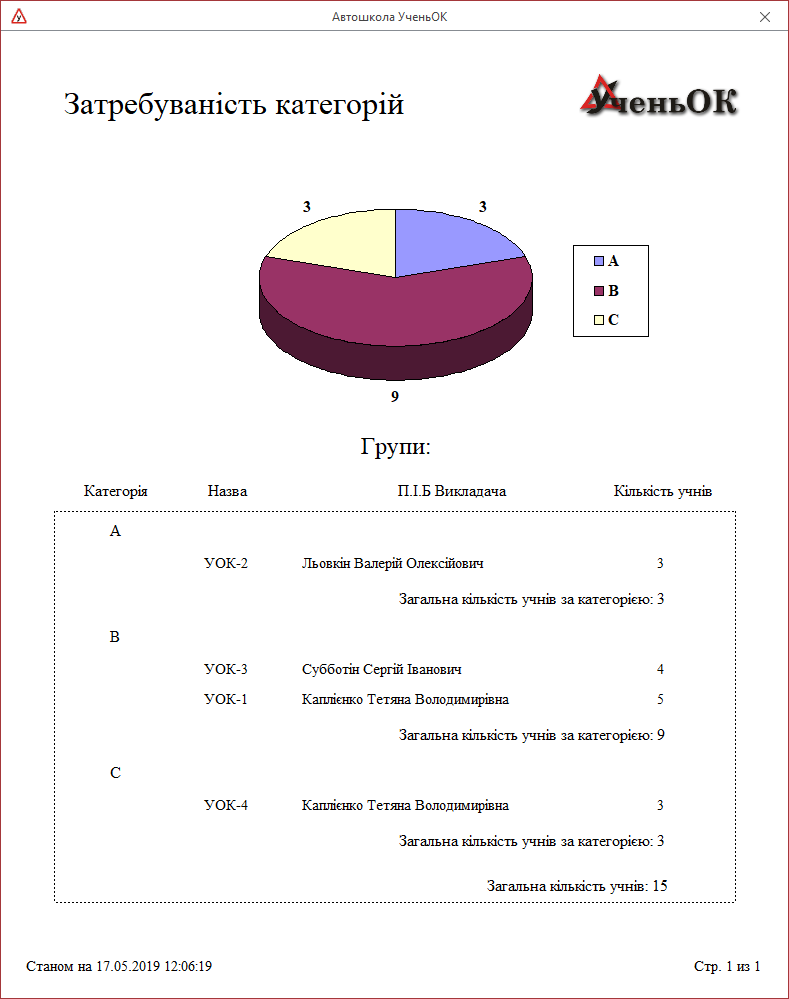 Автошкола УченьОК
Затребуваність категорій
УченьОК
3 3
A
B
C
9
Групи:
Категорія Назва П.І.Б Викладача Кількість учнів
A
УОК-2 Льовкін Валерій Олексійович 3
Загальна кількість учнів за категорією: 3
B
УОК-3 Субботін Сергій Іванович 4
УОК-1 Каплієнко Тетяна Володимирівна 5
Загальна кількість учнів за категорією: 9
C
УОК-4 Каплієнко Тетяна Володимирівна 3
Загальна кількість учнів за категорією: 3
Загальна кількість учнів: 15
Станом на 17.05.2019 12:06:19 Стр. 1 из 1